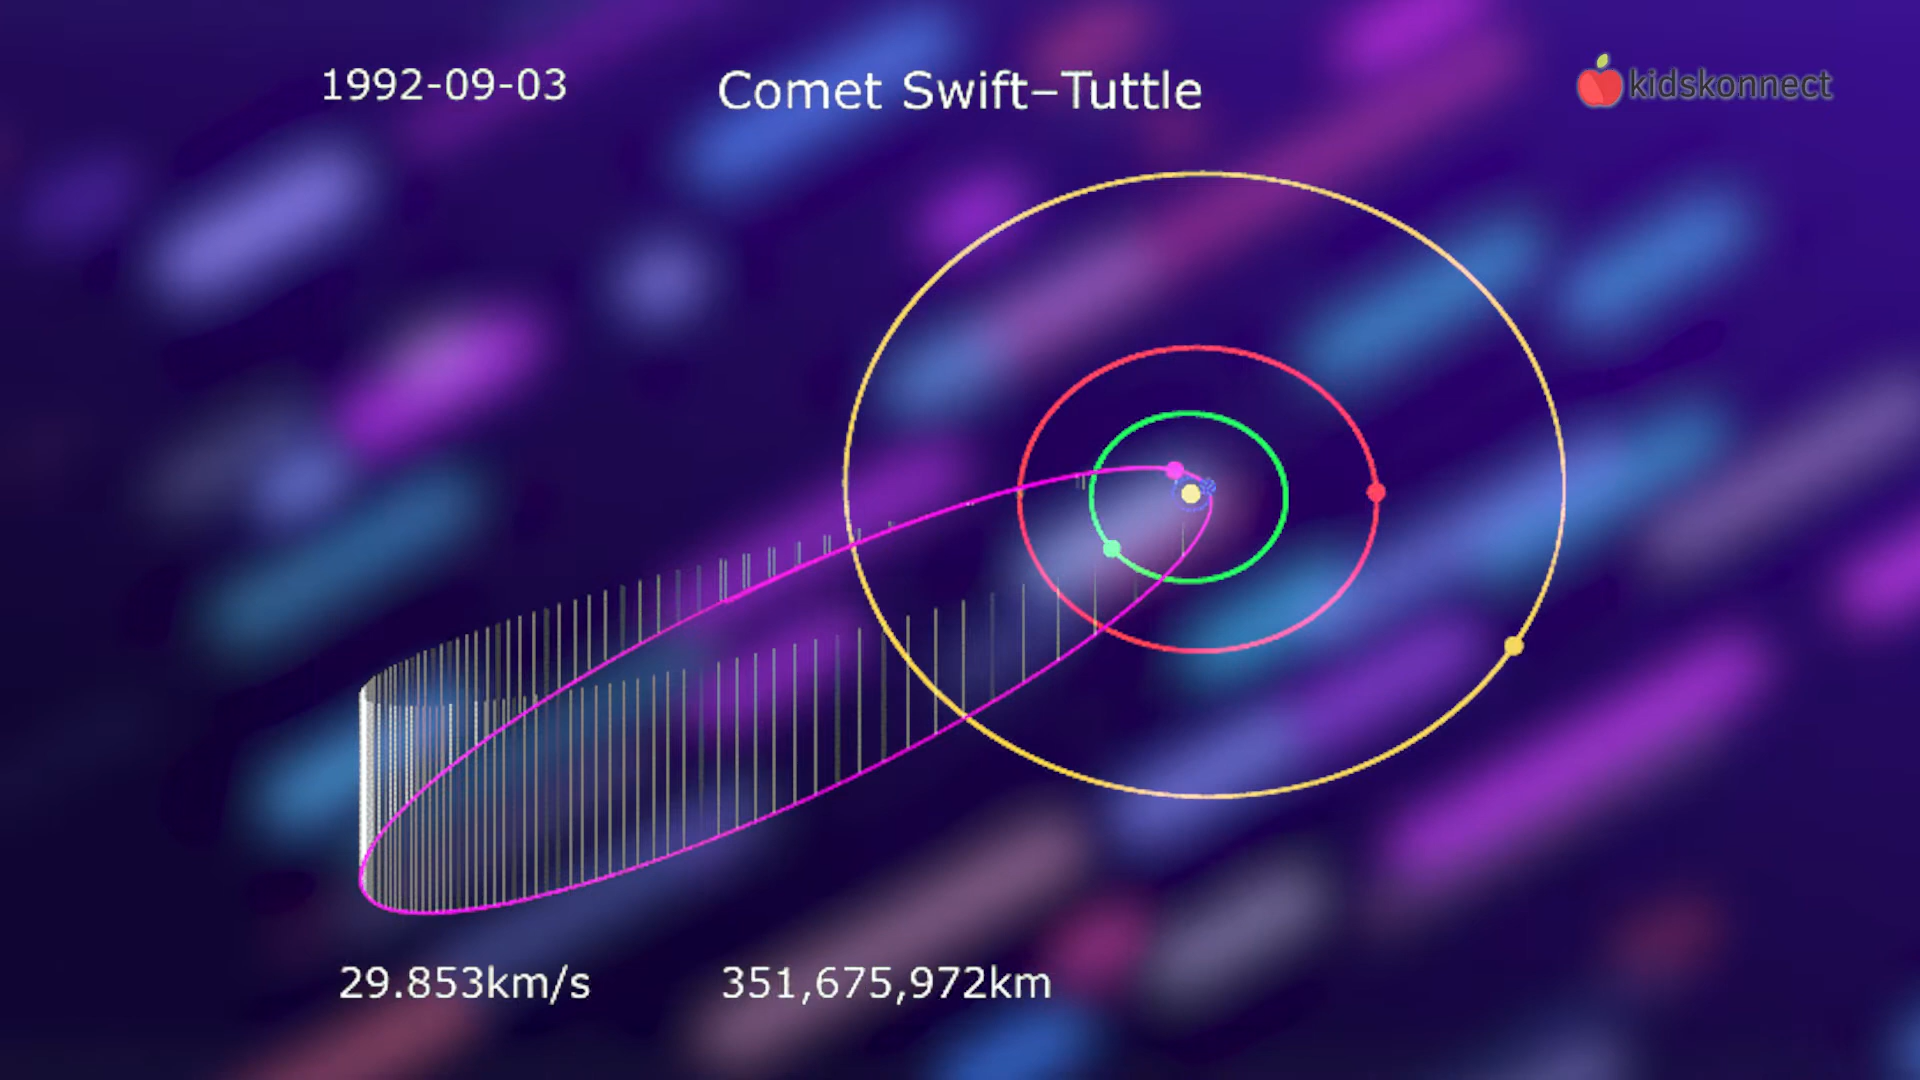 1992-09-03
Comet Swift–Tuttle
kidskonnect
29.853km/s
351,675,972km